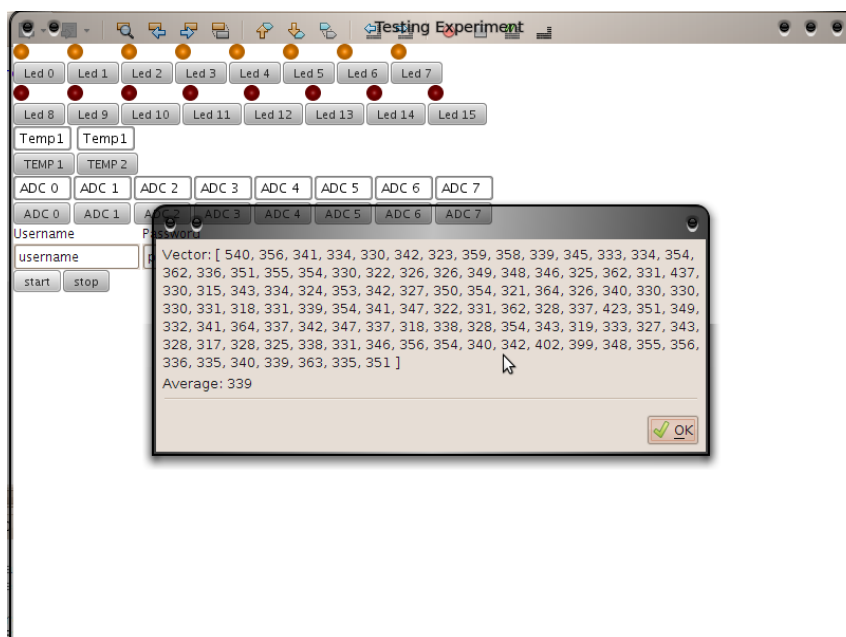 Testing Experiment
Led 0 Led 1 Led 2 Led 3 Led 4 Led 5 Led 6 Led 7
Led 8 Led 9 Led 10 Led 11 Led 12 Led 13 Led 14 Led 15
Temp1 Temp1
TEMP 1 TEMP 2
ADC 0 ADC 1 ADC 2 ADC 3 ADC 4 ADC 5 ADC 6 ADC 7
ADC 0 ADC 1 ADC 2 ADC 3 ADC 4 ADC 5 ADC 6 ADC 7
Username Password
username
start stop
Vector: [ 540, 356, 341, 334, 330, 342, 323, 359, 358, 339, 345, 333, 334, 354,
362, 336, 351, 355, 354, 330, 322, 326, 326, 349, 348, 346, 325, 362, 331, 437,
330, 315, 343, 334, 324, 353, 342, 327, 350, 354, 321, 364, 326, 340, 330, 330,
330, 331, 318, 331, 339, 354, 341, 347, 322, 331, 362, 328, 337, 423, 351, 349,
332, 341, 364, 337, 342, 347, 337, 318, 338, 328, 354, 343, 319, 333, 327, 343,
328, 317, 328, 325, 338, 331, 346, 356, 354, 340, 342, 402, 399, 348, 355, 356,
336, 335, 340, 339, 363, 335, 351 ]
Average: 339
OK